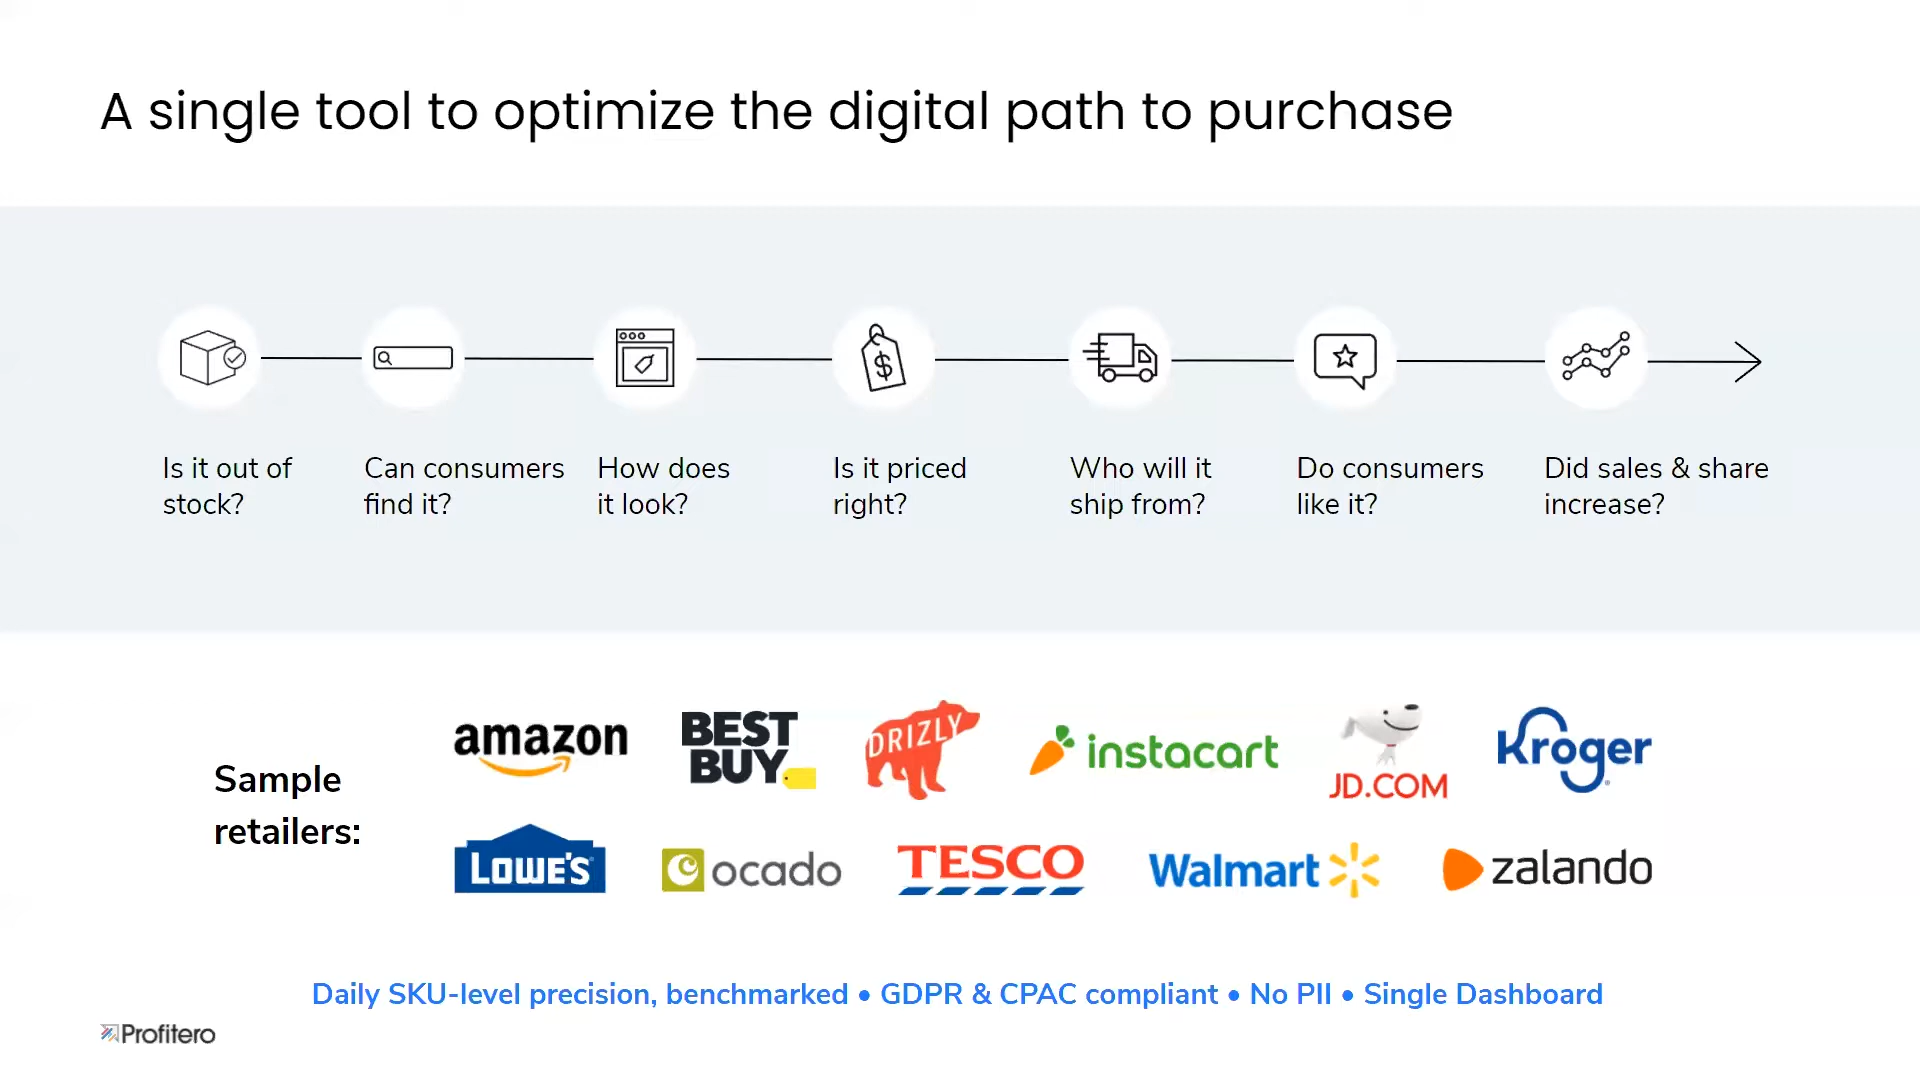 A single tool to optimize the digital path to purchase
$
Is it out of
stock?
Can consumers
find it?
How does
it look?
Is it priced
right?
Who will it
ship from?
Do consumers
like it?
Did sales & share
increase?
Sample
retailers:
amazon
BEST
BUY
DRIZLY
instacart
JD.COM
Kroger
LOWE'S
ocado
TESCO
Walmart
zalando
Daily SKU-level precision, benchmarked • GDPR & CPAC compliant • No PII • Single Dashboard
Profitero